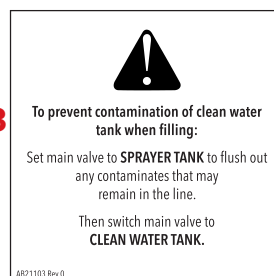 To prevent contamination of clean water
tank when filling:
Set main valve to SPRAYER TANK to flush out
any contaminates that may
remain in the line.
Then switch main valve to
CLEAN WATER TANK.
AB21103 Rev 0